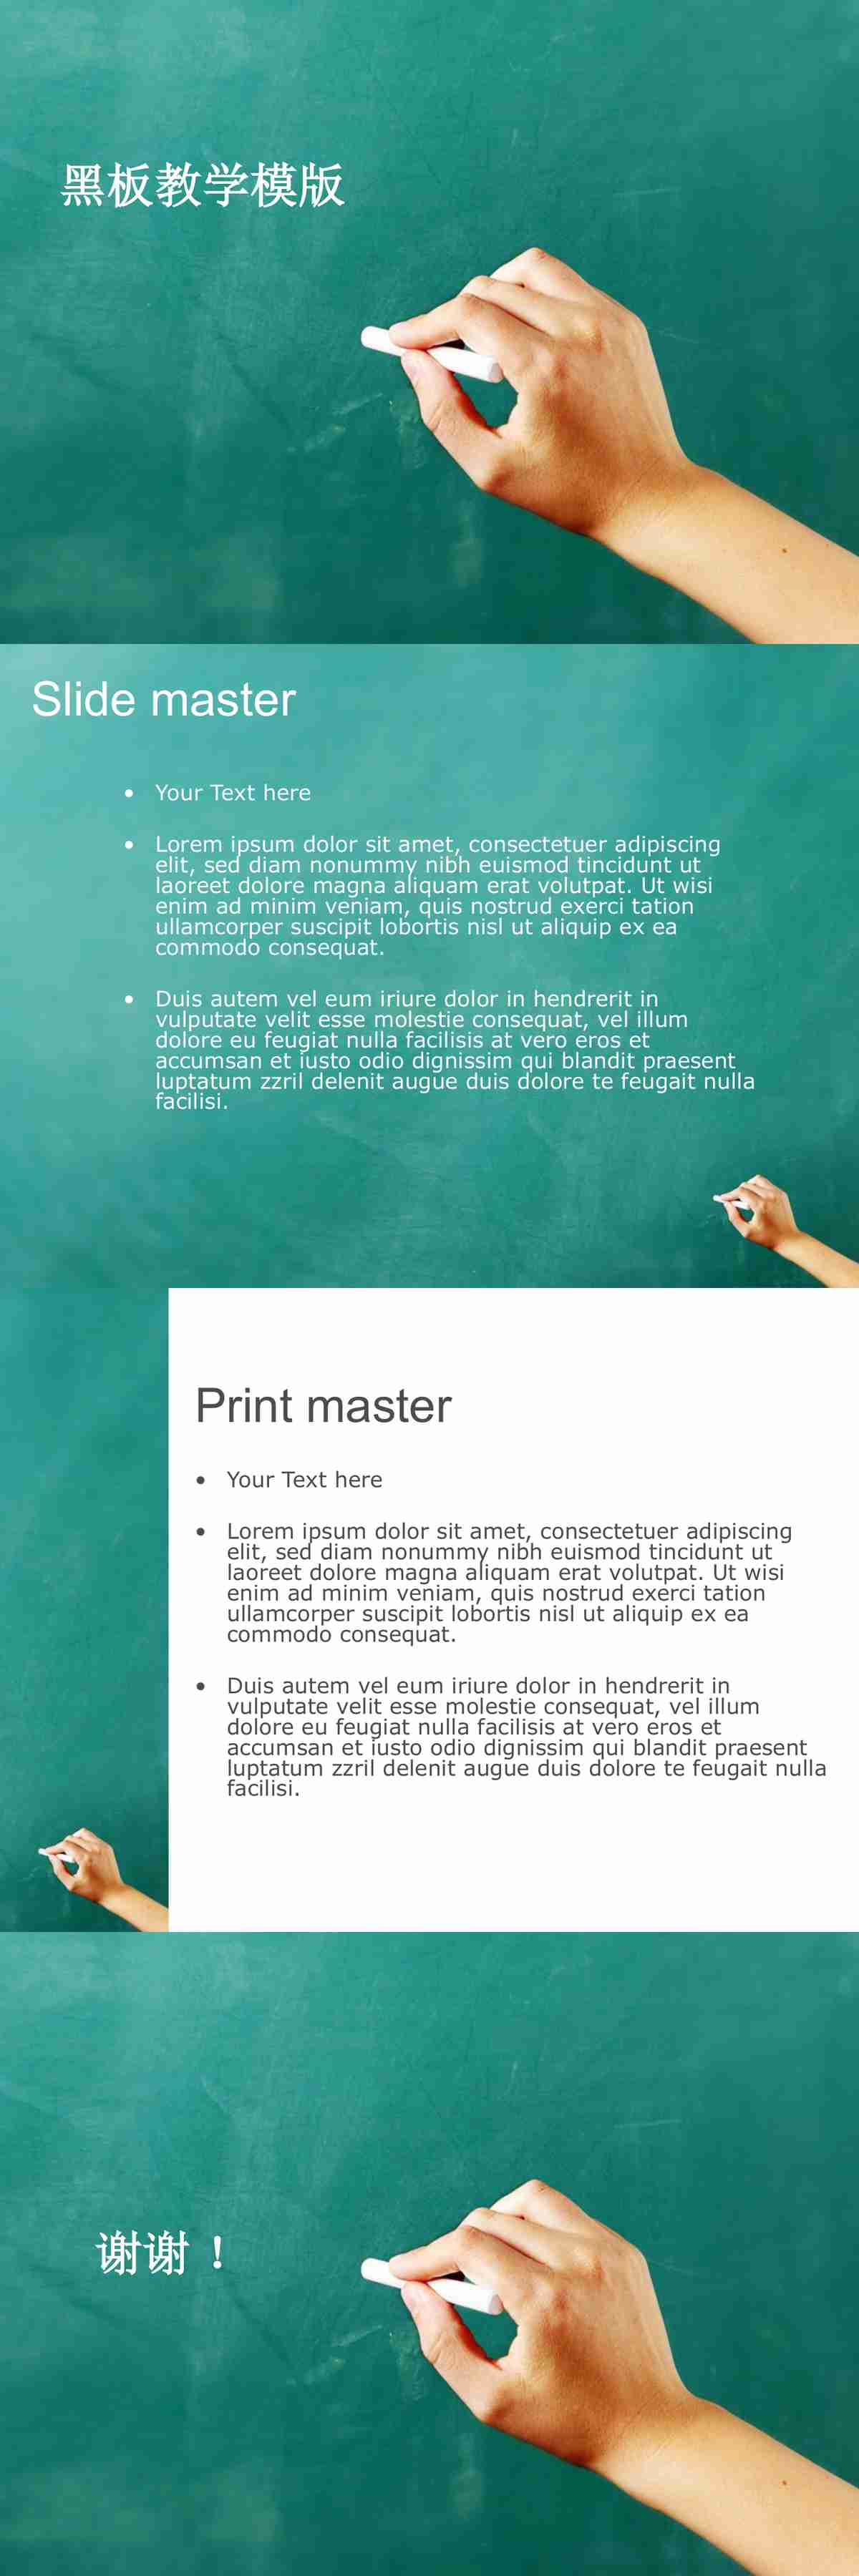 黑板教学模版
Slide master
• Your Text here
• Lorem ipsum dolor sit amet, consectetuer adipiscing
elit, sed diam nonummy nibh euismod tincidunt ut
laoreet dolore magna aliquam erat volutpat. Ut wisi
enim ad minim veniam, quis nostrud exerci tation
ullamcorper suscipit lobortis nisl ut aliquip ex ea
commodo consequat.
• Duis autem vel eum iriure dolor in hendrerit in
vulputate velit esse molestie consequat, vel illum
dolore eu feugiat nulla facilisis at vero eros et
accumsan et iusto odio dignissim qui blandit praesent
luptatum zzril delenit augue duis dolore te feugait nulla
facilisi.
Print master
• Your Text here
• Lorem ipsum dolor sit amet, consectetuer adipiscing
elit, sed diam nonummy nibh euismod tincidunt ut
laoreet dolore magna aliquam erat volutpat. Ut wisi
enim ad minim veniam, quis nostrud exerci tation
ullamcorper suscipit lobortis nisl ut aliquip ex ea
commodo consequat.
• Duis autem vel eum iriure dolor in hendrerit in
vulputate velit esse molestie consequat, vel illum
dolore eu feugiat nulla facilisis at vero eros et
accumsan et iusto odio dignissim qui blandit praesent
luptatum zzril delenit augue duis dolore te feugait nulla
facilisi.
谢谢！